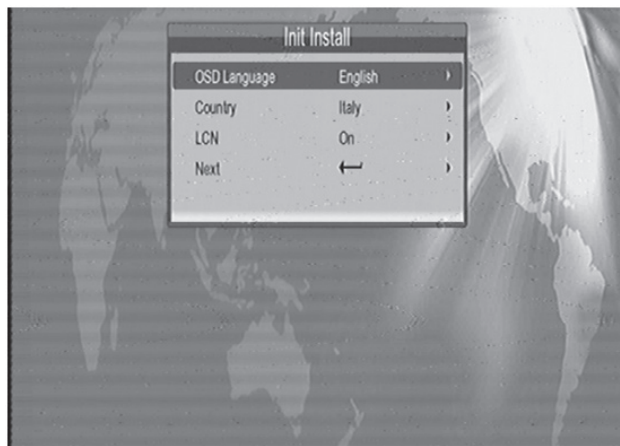 Init Install
OSD Language English
Country Italy
LCN On
Next